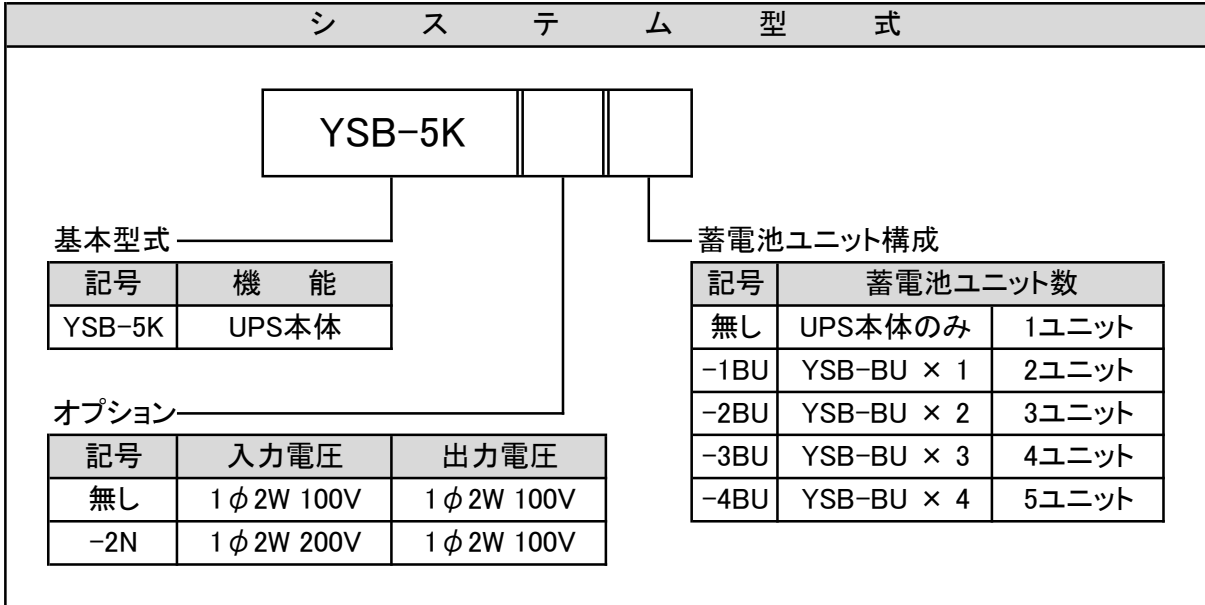 システム型式
YSB-5K
基本型式
記号 機能
YSB-5K UPS本体
オプション
記号 入力電圧 出力電圧
無し 1φ2W 100V 1φ2W 100V
-2N 1φ2W 200V 1φ2W 100V
蓄電池ユニット構成
記号 蓄電池ユニット数
無し UPS本体のみ 1ユニット
-1BU YSB-BU × 1 2ユニット
-2BU YSB-BU × 2 3ユニット
-3BU YSB-BU × 3 4ユニット
-4BU YSB-BU × 4 5ユニット